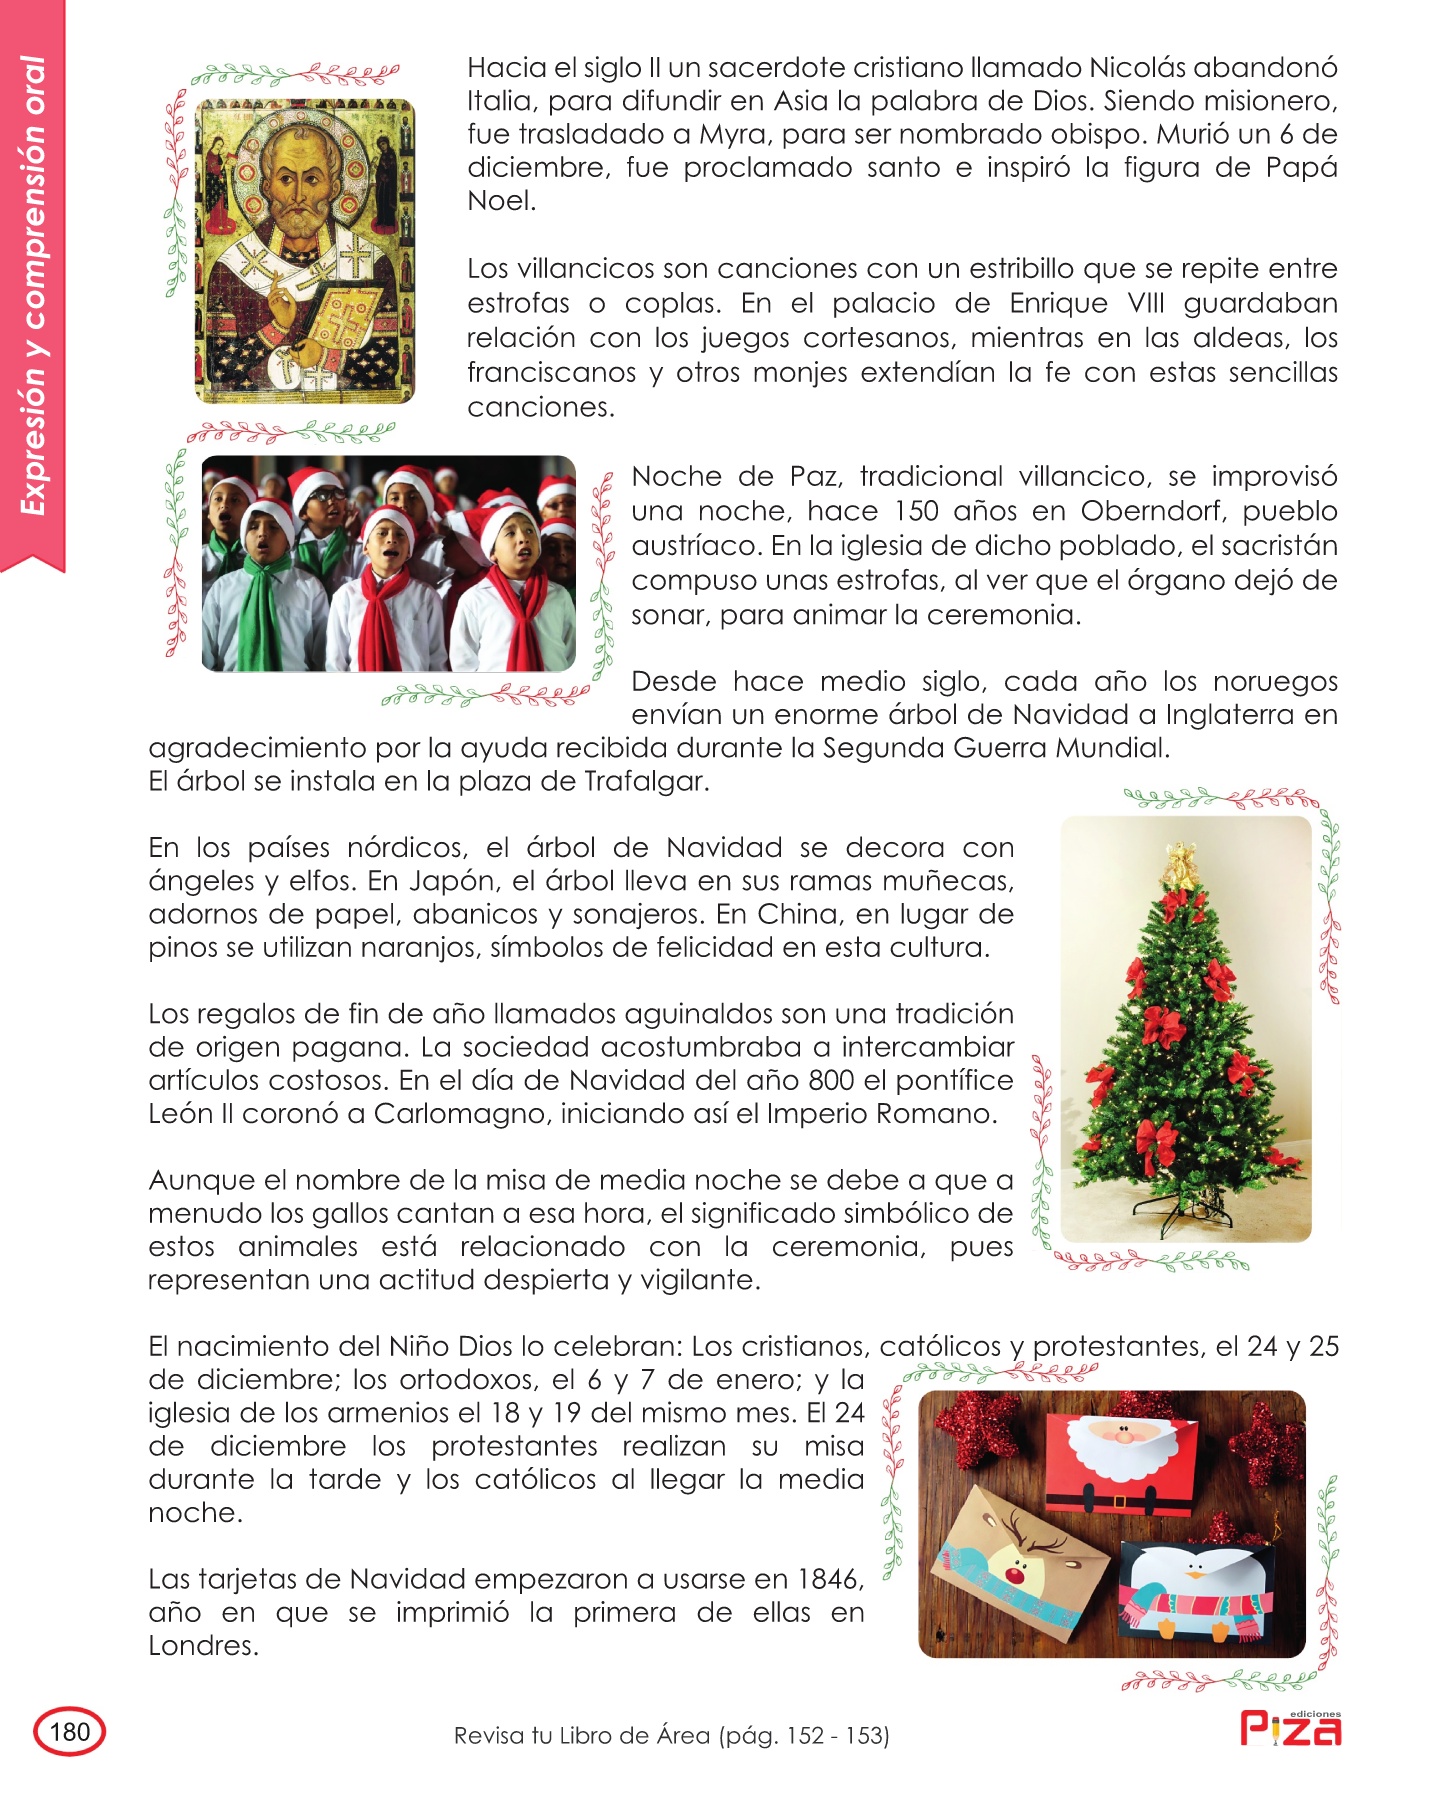 Expresión y comprensión oral
Hacia el siglo II un sacerdote cristiano llamado Nicolás abandonó
Italia, para difundir en Asia la palabra de Dios. Siendo misionero,
fue trasladado a Myra, para ser nombrado obispo. Murió un 6 de
diciembre, fue proclamado santo e inspiró la figura de Papá
Noel.
Los villancicos son canciones con un estribillo que se repite entre
estrofas o coplas. En el palacio de Enrique VIII guardaban
relación con los juegos cortesanos, mientras en las aldeas, los
franciscanos y otros monjes extendían la fe con estas sencillas
canciones.
Noche de Paz, tradicional villancico, se improvisó
una noche, hace 150 años en Oberndorf, pueblo
austríaco. En la iglesia de dicho poblado, el sacristán
compuso unas estrofas, al ver que el órgano dejó de
sonar, para animar la ceremonia.
Desde hace medio siglo, cada año los noruegos
envían un enorme árbol de Navidad a Inglaterra en
agradecimiento por la ayuda recibida durante la Segunda Guerra Mundial.
El árbol se instala en la plaza de Trafalgar.
En los países nórdicos, el árbol de Navidad se decora con
ángeles y elfos. En Japón, el árbol lleva en sus ramas muñecas,
adornos de papel, abanicos y sonajeros. En China, en lugar de
pinos se utilizan naranjos, símbolos de felicidad en esta cultura.
Los regalos de fin de año llamados aguinaldos son una tradición
de origen pagana. La sociedad acostumbraba a intercambiar
artículos costosos. En el día de Navidad del año 800 el pontífice
León II coronó a Carlomagno, iniciando así el Imperio Romano.
Aunque el nombre de la misa de media noche se debe a que a
menudo los gallos cantan a esa hora, el significado simbólico de
estos animales está relacionado con la ceremonia, pues
representan una actitud despierta y vigilante.
El nacimiento del Niño Dios lo celebran: Los cristianos, católicos y protestantes, el 24 y 25
de diciembre; los ortodoxos, el 6 y 7 de enero; y la
iglesia de los armenios el 18 y 19 del mismo mes. El 24
de diciembre los protestantes realizan su misa
durante la tarde y los católicos al llegar la media
noche.
Las tarjetas de Navidad empezaron a usarse en 1846,
año en que se imprimió la primera de ellas en
Londres.
180
Revisa tu Libro de Área (pág. 152 - 153)
ediciones
Piza